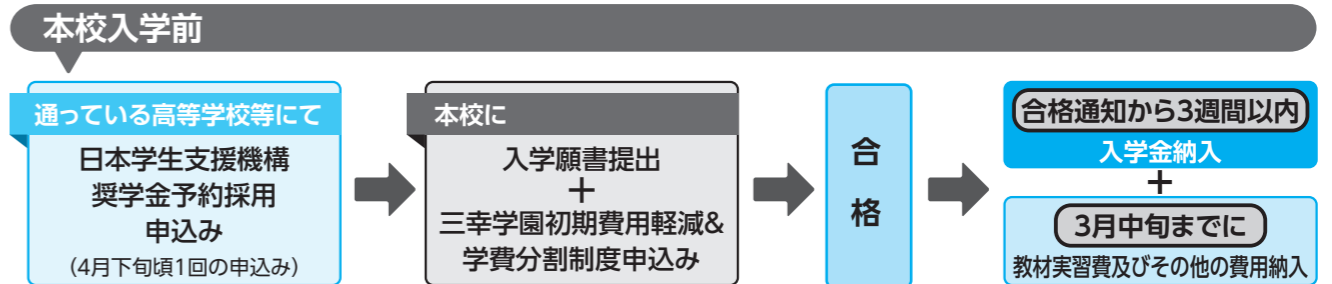 本校入学前
通っている高等学校等にて
日本学生支援機構
奨学金予約採用
申込み
(4月下旬頃1回の申込み)
本校に
入学願書提出
+
三幸学園初期費用軽減&
学費分割制度申込み
合
格
合格通知から3週間以内
入学金納入
+
3月中旬までに
教材実習費及びその他の費用納入